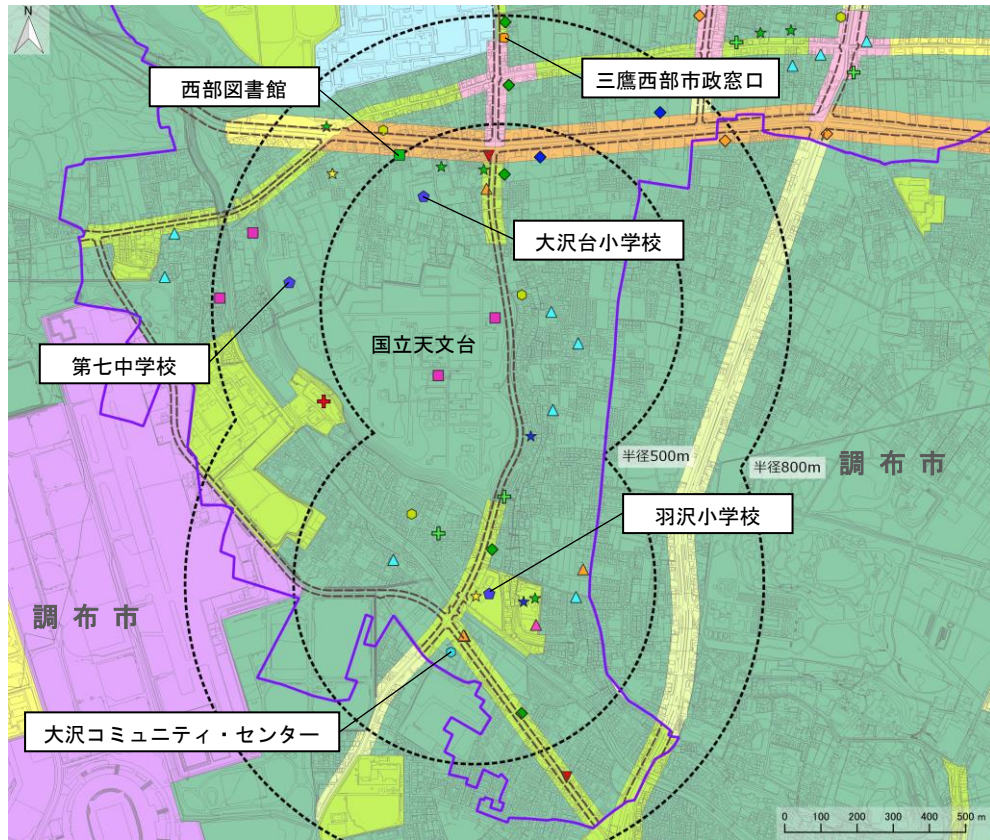 N
三鷹西部市政窓口
西部図書館
大沢台小学校
国立天文台
第七中学校
半径500m
半径800m
調布市
羽沢小学校
調布市
大沢コミュニティ・センター
0 100 200 300 400 500 m